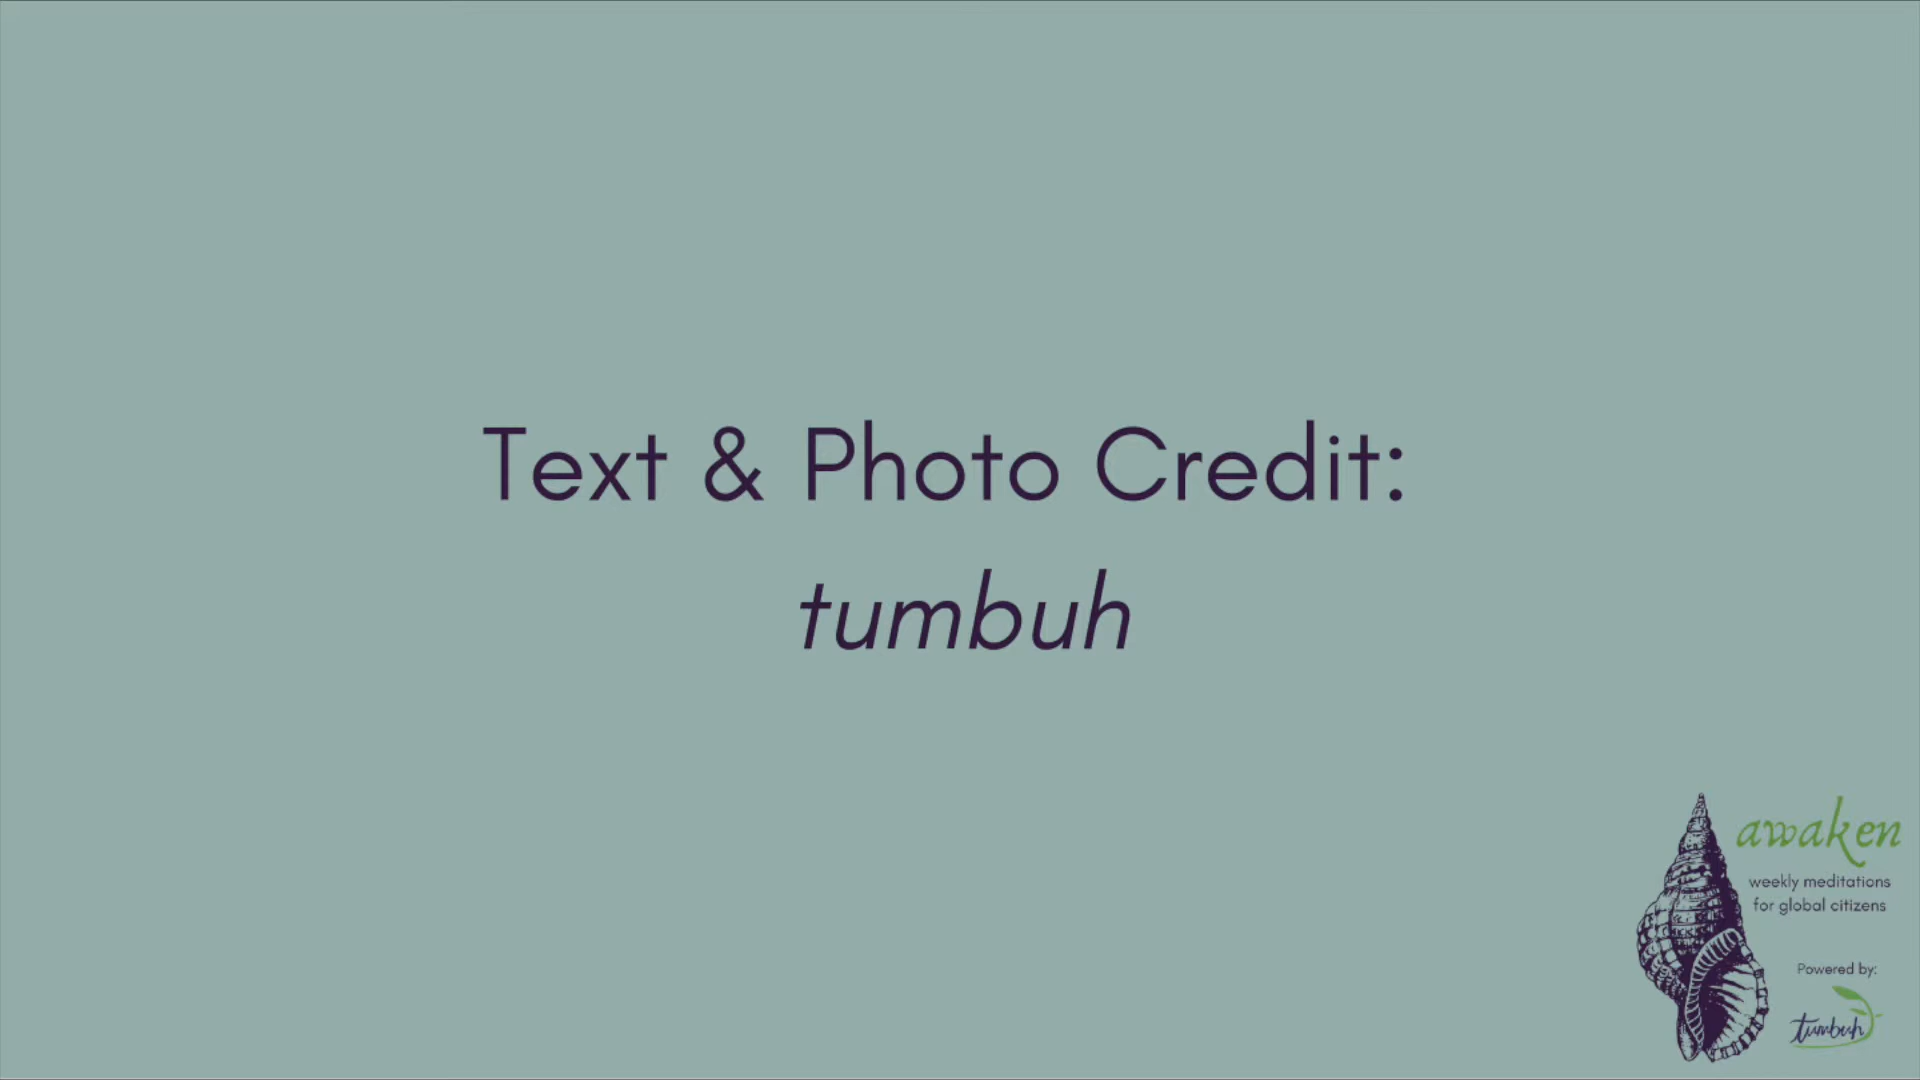 Text & Photo Credit:
tumbuh
awaken
weekly meditations
for global citizens
Powered by:
tumbuh